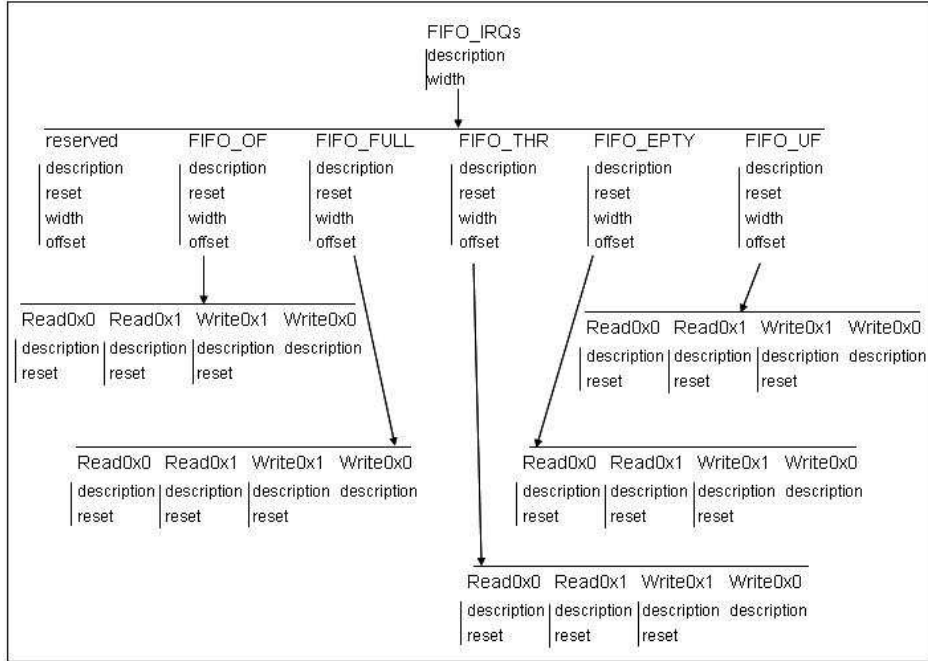 FIFO_IRQs
description
width
reserved FIFO_OF FIFO_FULL FIFO_THR FIFO_EPTY FIFO_UF
description description description description description description
reset reset reset reset reset reset
width width width width width width
offset offset offset offset offset offset
Read0x0 Read0x1 Write0x1 Write0x0
description description description description
reset reset reset
Read0x0 Read0x1 Write0x1 Write0x0
description description description description
reset reset reset
Read0x0 Read0x1 Write0x1 Write0x0
description description description description
reset reset reset
Read0x0 Read0x1 Write0x1 Write0x0
description description description description
reset reset reset
Read0x0 Read0x1 Write0x1 Write0x0
description description description description
reset reset reset